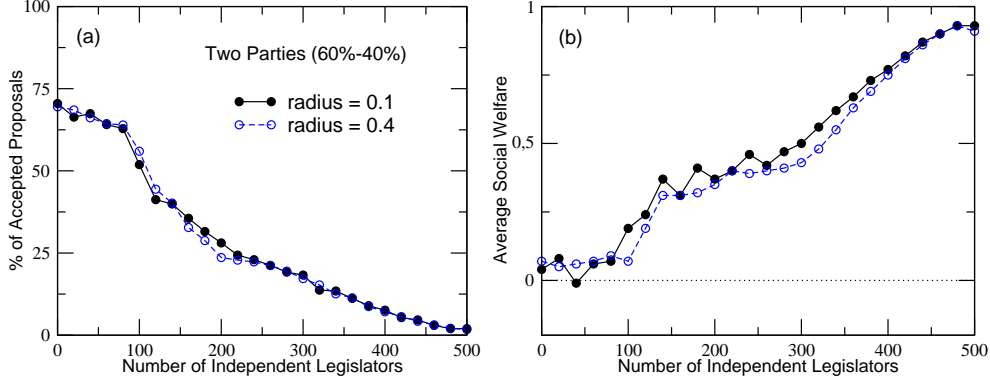 (a)
Two Parties (60%-40%)
radius = 0.1
radius = 0.4
% of Accepted Proposals
100
75
50
25
0
0 100 200 300 400 500
Number of Independent Legislators
(b)
Average Social Welfare
1
0,5
0
0 100 200 300 400 500
Number of Independent Legislators